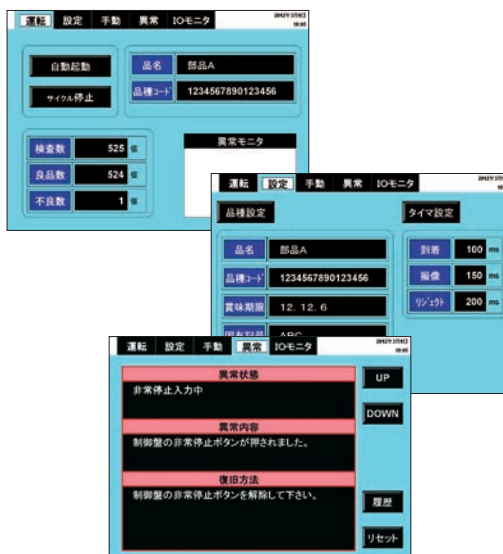 運転 設定 手動 異常 IOモニタ
自動起動
サイクル停止
品名 部品A
品種コード 1234567890123456
検査数 525 個
良品数 524 個
不良数 1 個
異常モニタ
運転 設定 手動 異常 IOモニタ
品種設定
タイマ設定
品名 部品A
品種コード 1234567890123456
賞味期限 12. 12. 6
固有記号 ABC
到着 100 ms
撮像 150 ms
リジェクト 200 ms
運転 設定 手動 異常 IOモニタ
異常状態
非常停止入力中
異常内容
制御盤の非常停止ボタンが押されました。
復旧方法
制御盤の非常停止ボタンを解除して下さい。
UP
DOWN
履歴
リセット